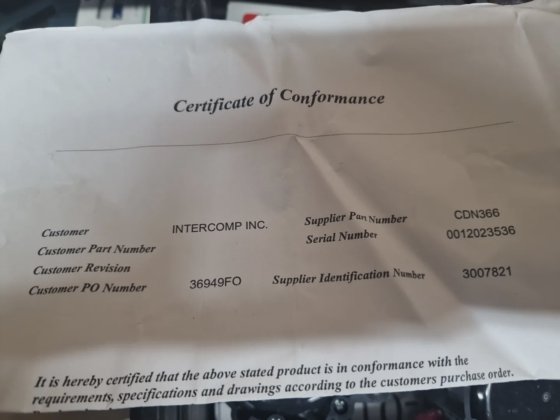 Certificate of Conformance
Customer INTERCOMP INC. Supplier Part Number CDN366
Customer Part Number Serial Number 0012023536
Customer Revision
Customer PO Number 36949FO Supplier Identification Number 3007821
It is hereby certified that the above stated product is in conformance with the
requirements, specifications and drawings according to the customers purchase order.